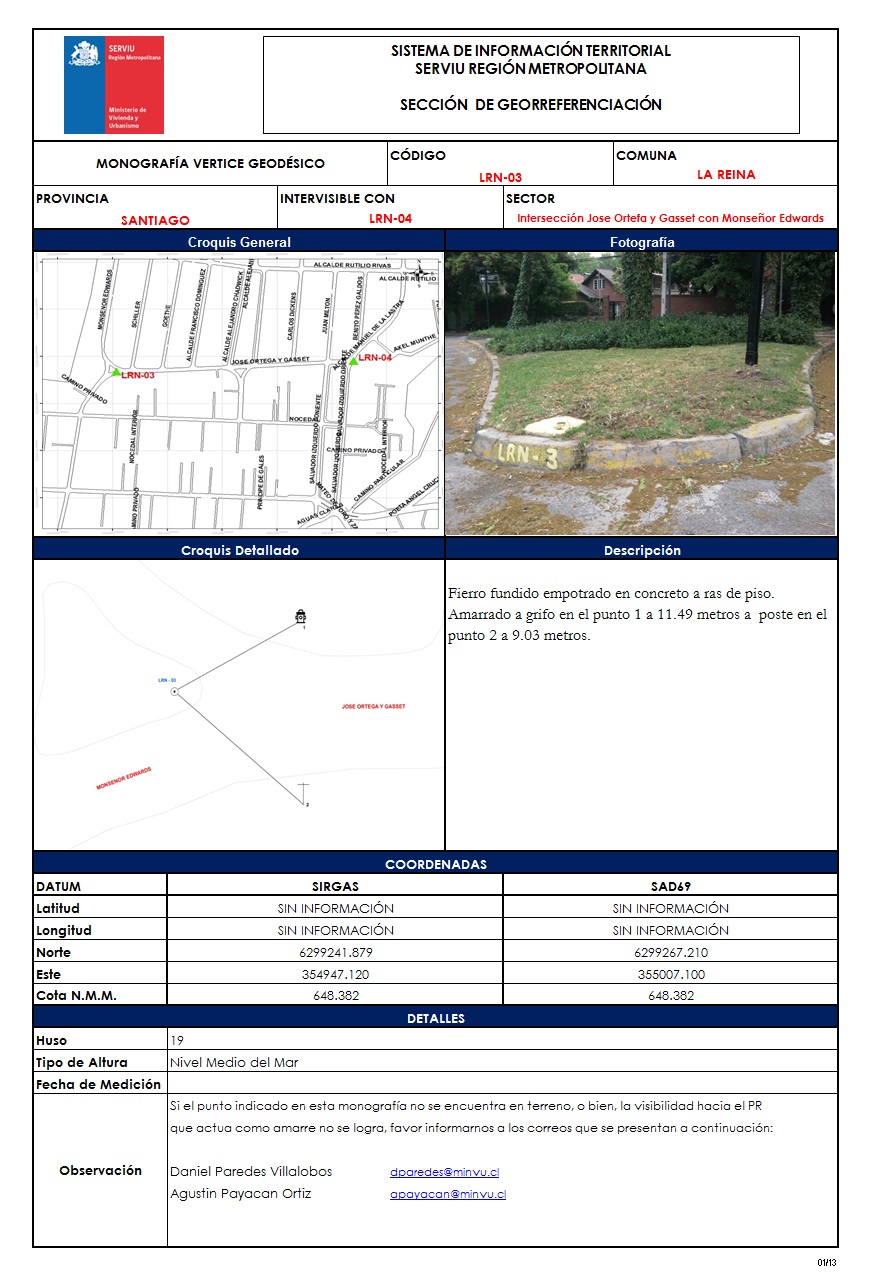 SERVIU
Región Metropolitana
Ministerio de
Vivienda y
Urbanismo
SISTEMA DE INFORMACIÓN TERRITORIAL
SERVIU REGIÓN METROPOLITANA
SECCIÓN DE GEORREFERENCIACIÓN
MONOGRAFÍA VERTICE GEODÉSICO
CÓDIGO
LRN-03
COMUNA
LA REINA
PROVINCIA
SANTIAGO
INTERVISIBLE CON
LRN-04
SECTOR
Intersección Jose Ortefa y Gasset con Monseñor Edwards
Croquis General
Fotografía
ALCALDE RUTILIO RIVAS
ALCALDE RUTILIO
MONSENOR EDWARDS
SCHILLER
GOETHE
ALCALDE FRANCISCO DOMINGUEZ
ALCALDE ALEJANDRO CHADWICK
CARLOS DICKENS
JUAN MILTON
BENITO PEREZ GALDOS
ALCALDE MANUEL DE LA LASTRA
AXEL MUNTHE
JOSE ORTEGA Y GASSET
LRN-04
LRN-03
CAMINO PRIVADO
NOCEDAL INTERIOR
NOCEDAL
SALVADOR IZQUIERDO PONIENTE
SALVADOR IZQUIERDO ORIENTE
CAMINO PRIVADO
NOCEDAL INTERIOR
PRINCIPE DE GALES
CAMINO PARTICULAR
AGUAS CLARAS
LRN-3
Croquis Detallado
Descripción
1
LRN - 03
JOSE ORTEGA Y GASSET
MONSENOR EDWARDS
2
Fierro fundido empotrado en concreto a ras de piso.
Amarrado a grifo en el punto 1 a 11.49 metros a poste en el
punto 2 a 9.03 metros.
COORDENADAS
DATUM SIRGAS SAD69
Latitud SIN INFORMACIÓN SIN INFORMACIÓN
Longitud SIN INFORMACIÓN SIN INFORMACIÓN
Norte 6299241.879 6299267.210
Este 354947.120 355007.100
Cota N.M.M. 648.382 648.382
DETALLES
Huso 19
Tipo de Altura Nivel Medio del Mar
Fecha de Medición
Observación
Si el punto indicado en esta monografía no se encuentra en terreno, o bien, la visibilidad hacia el PR
que actua como amarre no se logra, favor informarnos a los correos que se presentan a continuación:
Daniel Paredes Villalobos dparedes@minvu.cl
Agustin Payacan Ortiz apayacan@minvu.cl
01/13